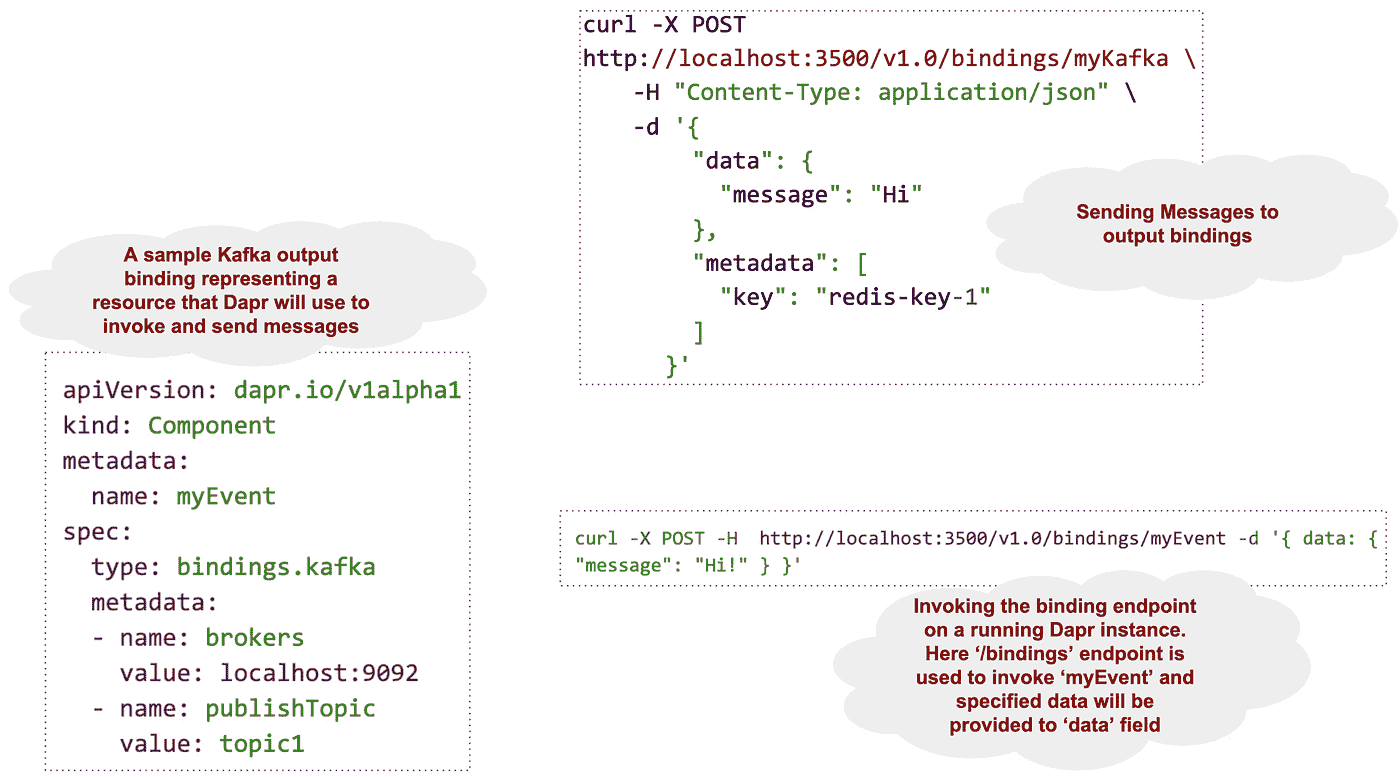 curl -X POST
http://localhost:3500/v1.0/bindings/myKafka \
    -H "Content-Type: application/json" \
    -d '{
        "data": {
          "message": "Hi"
        },
        "metadata": [
          "key": "redis-key-1"
        ]
      }'
Sending Messages to
output bindings
A sample Kafka output
binding representing a
resource that Dapr will use to
invoke and send messages
apiVersion: dapr.io/v1alpha1
kind: Component
metadata:
  name: myEvent
spec:
  type: bindings.kafka
  metadata:
  - name: brokers
    value: localhost:9092
  - name: publishTopic
    value: topic1
curl -X POST -H  http://localhost:3500/v1.0/bindings/myEvent -d '{ data: {
"message": "Hi!" } }'
Invoking the binding endpoint
on a running Dapr instance.
Here ‘/bindings’ endpoint is
used to invoke ‘myEvent’ and
specified data will be
provided to ‘data’ field